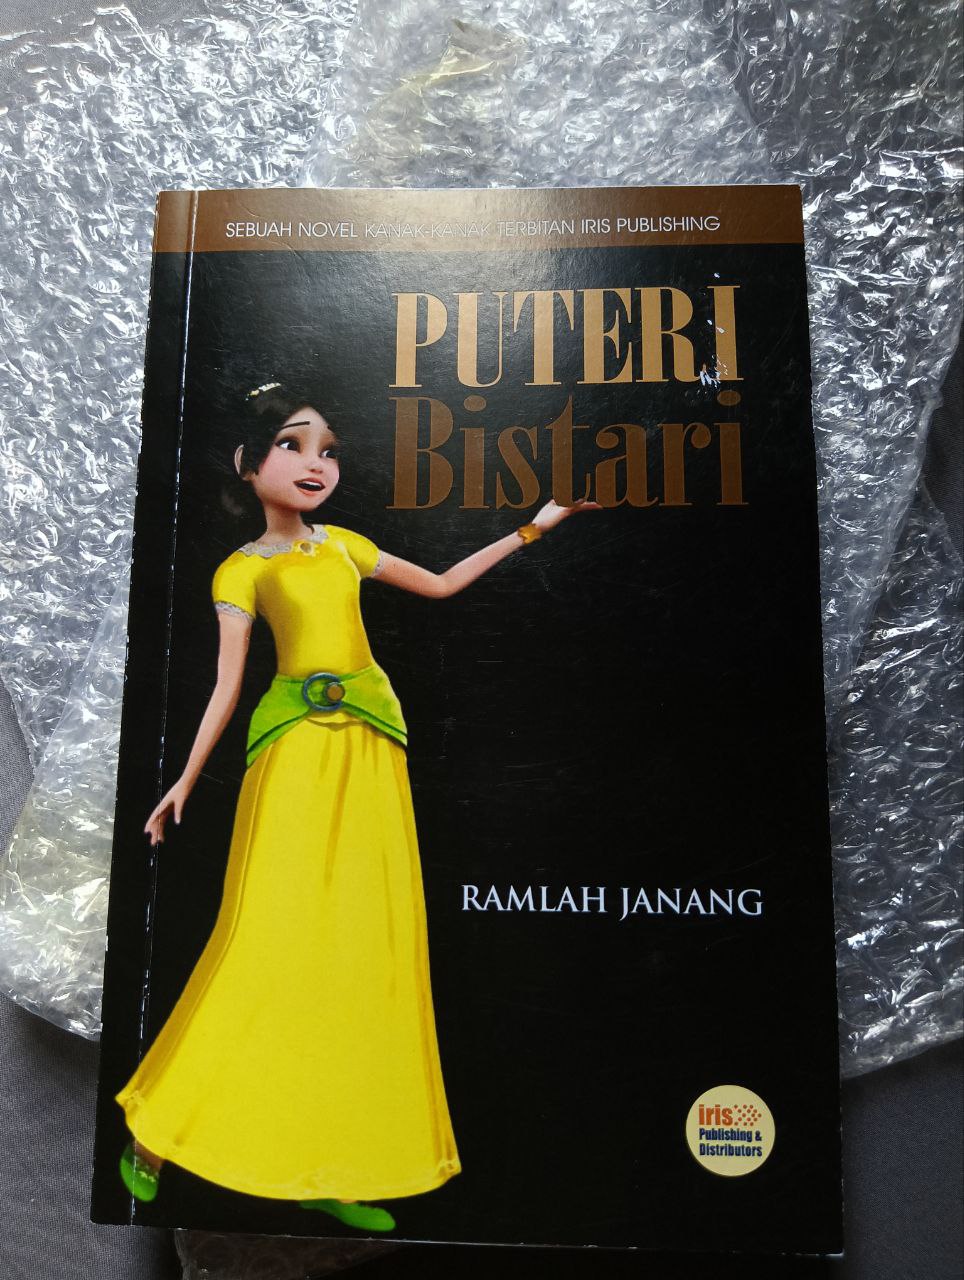 SEBUAH NOVEL KANAK-KANAK TERBITAN IRIS PUBLISHING
PUTERI
Bistari
RAMLAH JANANG
iris
Publishing &
Distributors